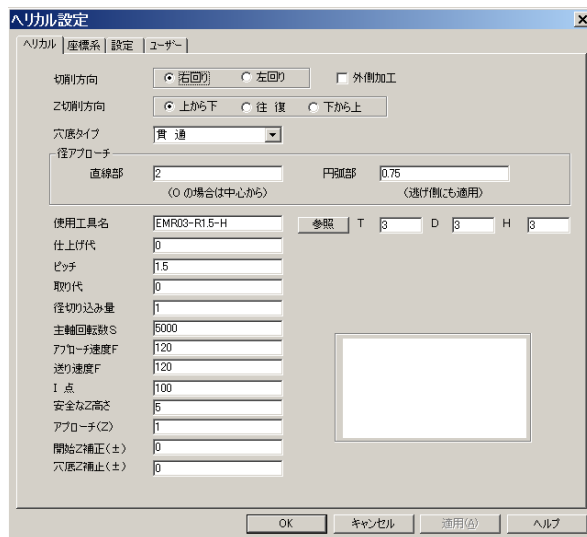 ヘリカル設定
ヘリカル 座標系 設定 ユーザー
切削方向 右回り 左回り 外側加工
Z切削方向 上から下 往 復 下から上
穴底タイプ 貫 通
径アプローチ
直線部 2 円弧部 0.75
(0 の場合は中心から) (逃げ側にも適用)
使用工具名 EMR03-R1.5-H 参照 T 3 D 3 H 3
仕上げ代 0
ピッチ 1.5
取り代 0
径切り込み量 1
主軸回転数S 5000
アプローチ速度F 120
送り速度F 120
I 点 100
安全なZ高さ 5
アプローチ(Z) 1
開始Z補正(±) 0
穴底Z補正(±) 0
OK キャンセル 適用(A) ヘルプ